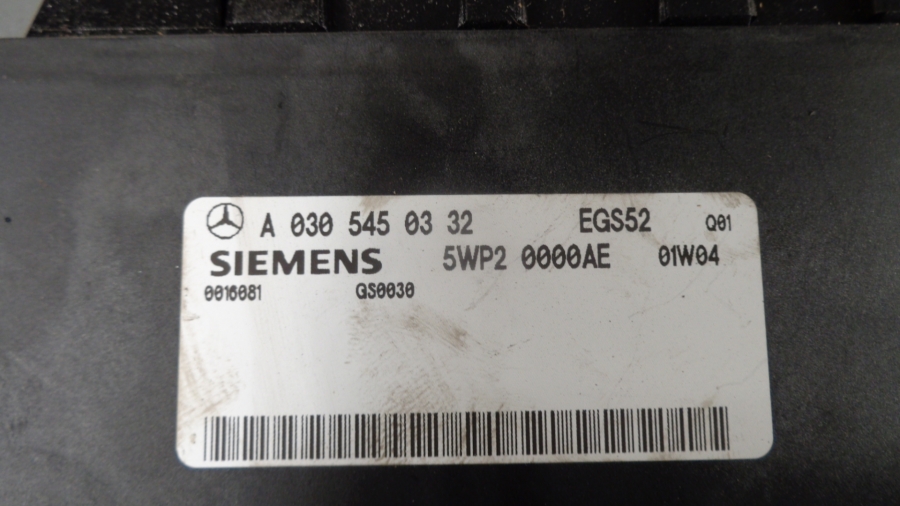 A 030 545 03 32 EGS52 Q01
SIEMENS 5WP2 0000AE 01W04
0016081 GS0030